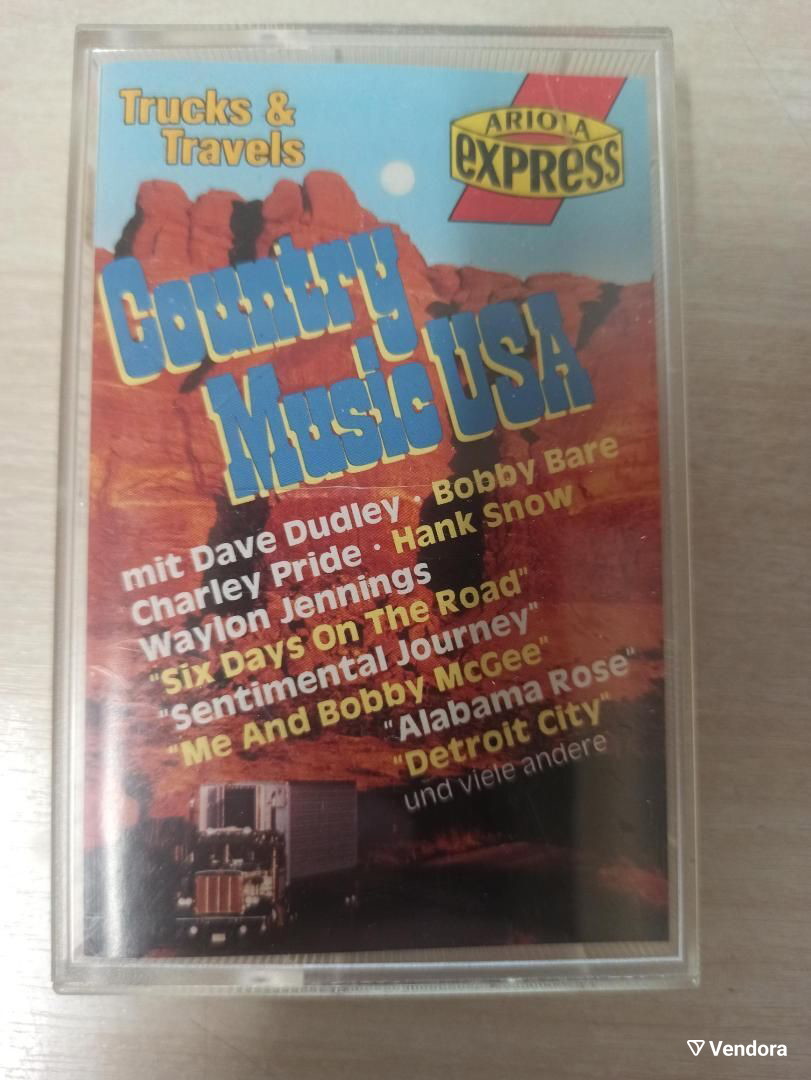 Trucks &
Travels
ARIOLA
EXPRESS
Country
Music USA
mit Dave Dudley · Bobby Bare
Charley Pride · Hank Snow
Waylon Jennings
"Six Days On The Road"
"Sentimental Journey"
"Me And Bobby McGee"
"Alabama Rose"
"Detroit City"
und viele andere
Vendora